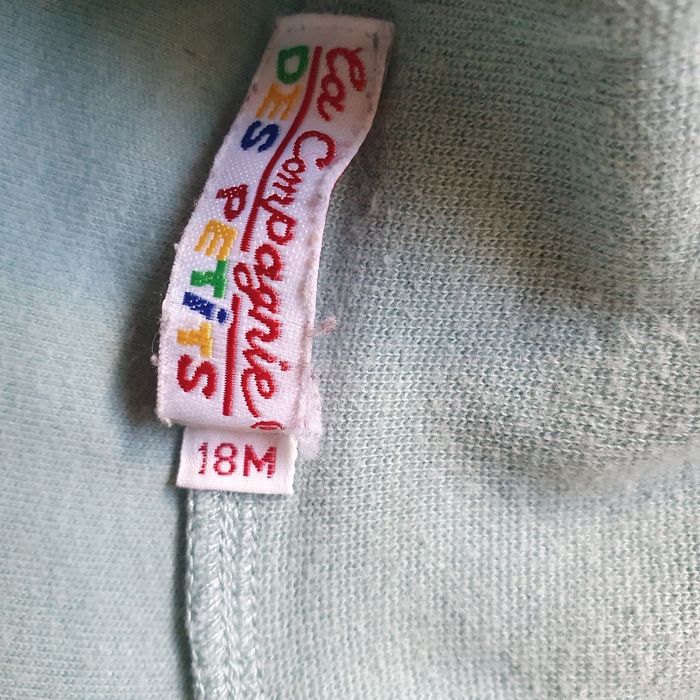 La Compagnie
DES PETiTS
18M